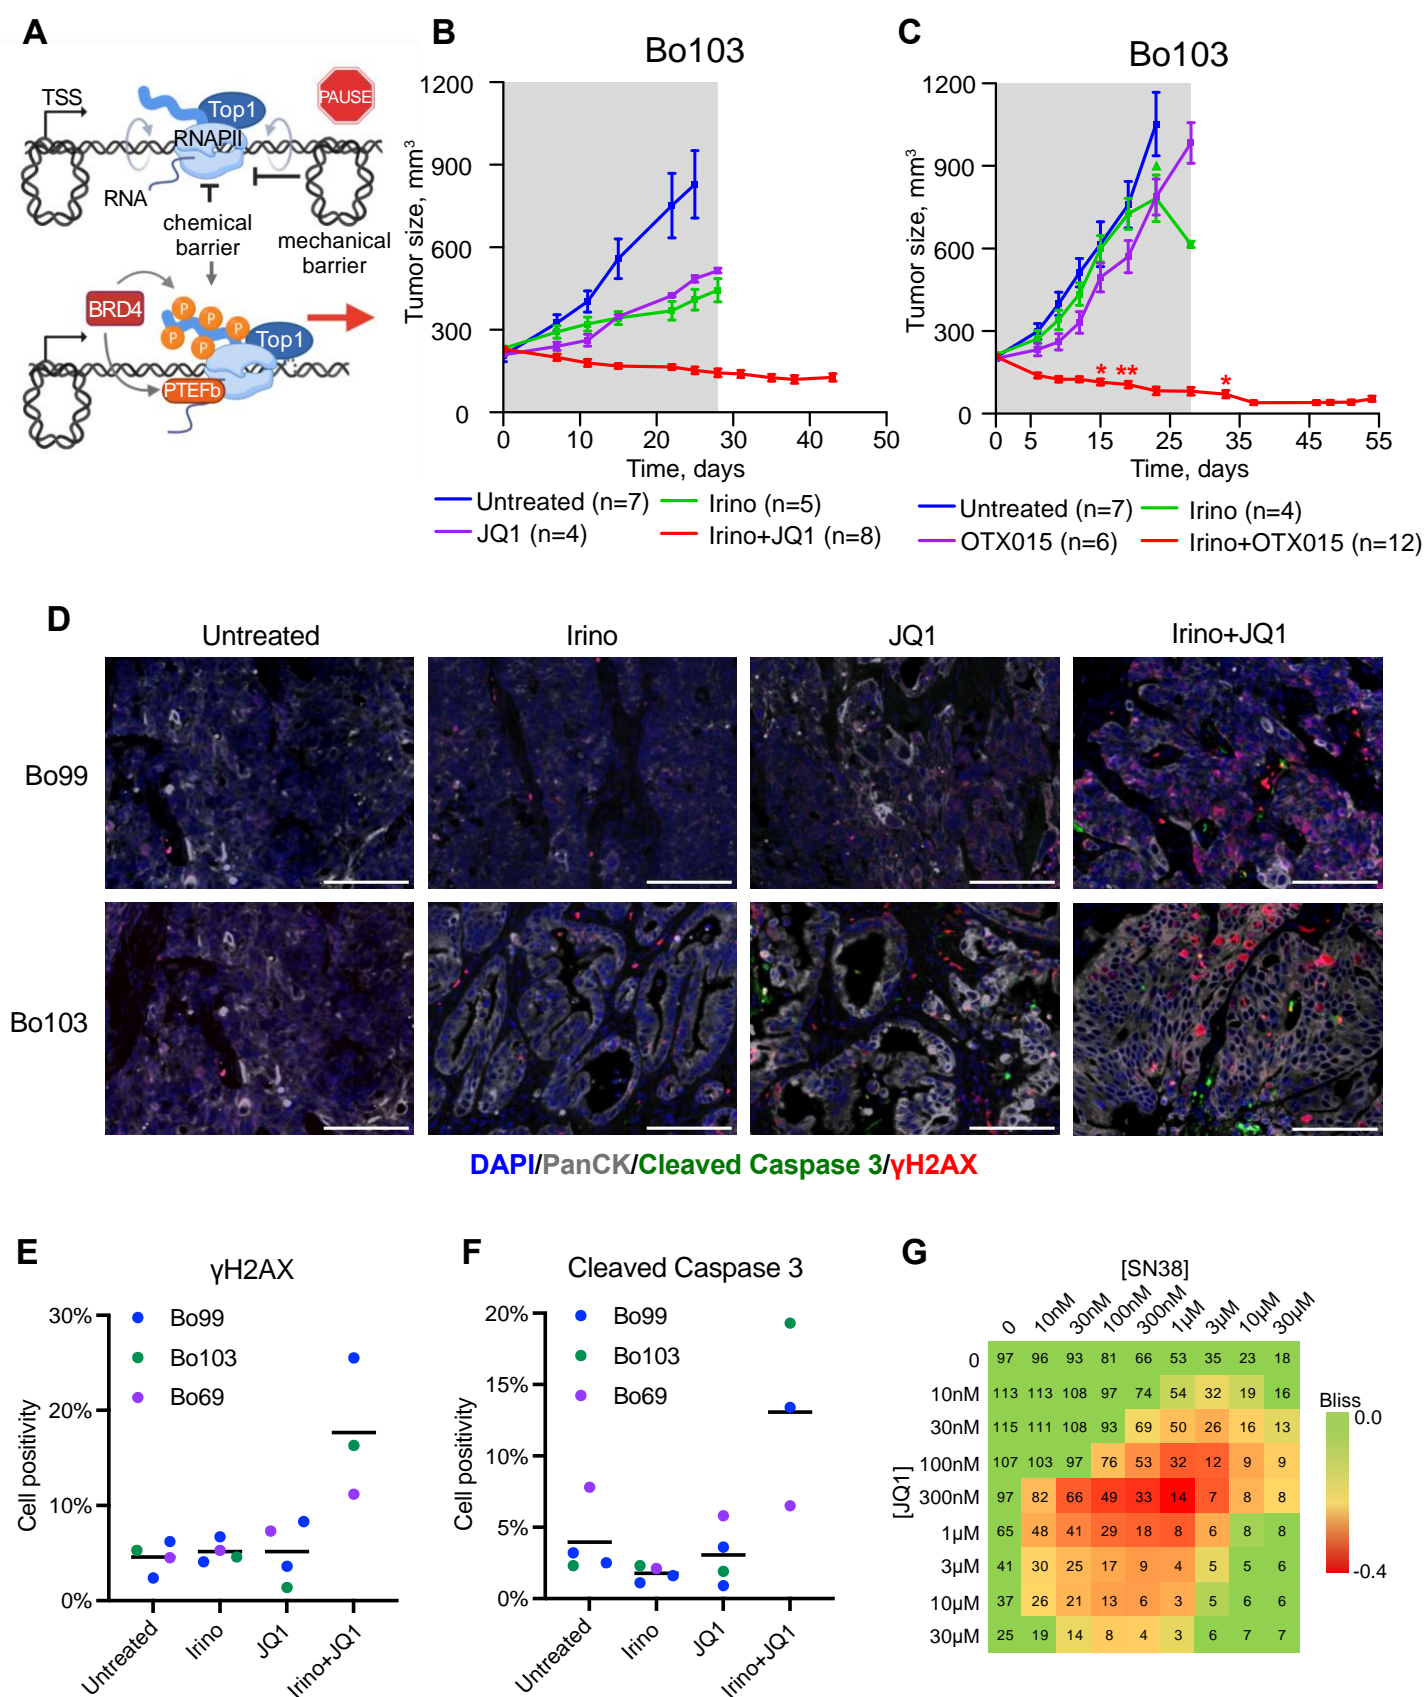 A
TSS
Top1
PAUSE
RNAPII
RNA
chemical
barrier
mechanical
barrier
BRD4
P
P
P
P
P
Top1
PTEFb
B
Bo103
1200
900
600
300
0
Tumor size, mm3
0 10 20 30 40 50
Time, days
Untreated (n=7)
Irino (n=5)
JQ1 (n=4)
Irino+JQ1 (n=8)
C
Bo103
1200
900
600
300
0
Tumor size, mm3
* ** *
0 5 15 25 35 45 55
Time, days
Untreated (n=7)
Irino (n=4)
OTX015 (n=6)
Irino+OTX015 (n=12)
D
Untreated Irino JQ1 Irino+JQ1
Bo99
Bo103
DAPI/PanCK/Cleaved Caspase 3/γH2AX
E
γH2AX
30%
20%
10%
0%
Cell positivity
Bo99
Bo103
Bo69
Untreated Irino JQ1 Irino+JQ1
F
Cleaved Caspase 3
20%
15%
10%
5%
0%
Cell positivity
Bo99
Bo103
Bo69
Untreated Irino JQ1 Irino+JQ1
G
[SN38]
0 10nM 30nM 100nM 300nM 1µM 3µM 10µM 30µM
[JQ1]
0 97 96 93 81 66 53 35 23 18
10nM 113 113 108 97 74 54 32 19 16
30nM 115 111 108 93 69 50 26 16 13
100nM 107 103 97 76 53 32 12 9 9
300nM 97 82 66 49 33 14 7 8 8
1µM 65 48 41 29 18 8 6 8 8
3µM 41 30 25 17 9 4 5 5 6
10µM 37 26 21 13 6 3 5 6 6
30µM 25 19 14 8 4 3 6 7 7
Bliss
0.0
-0.4